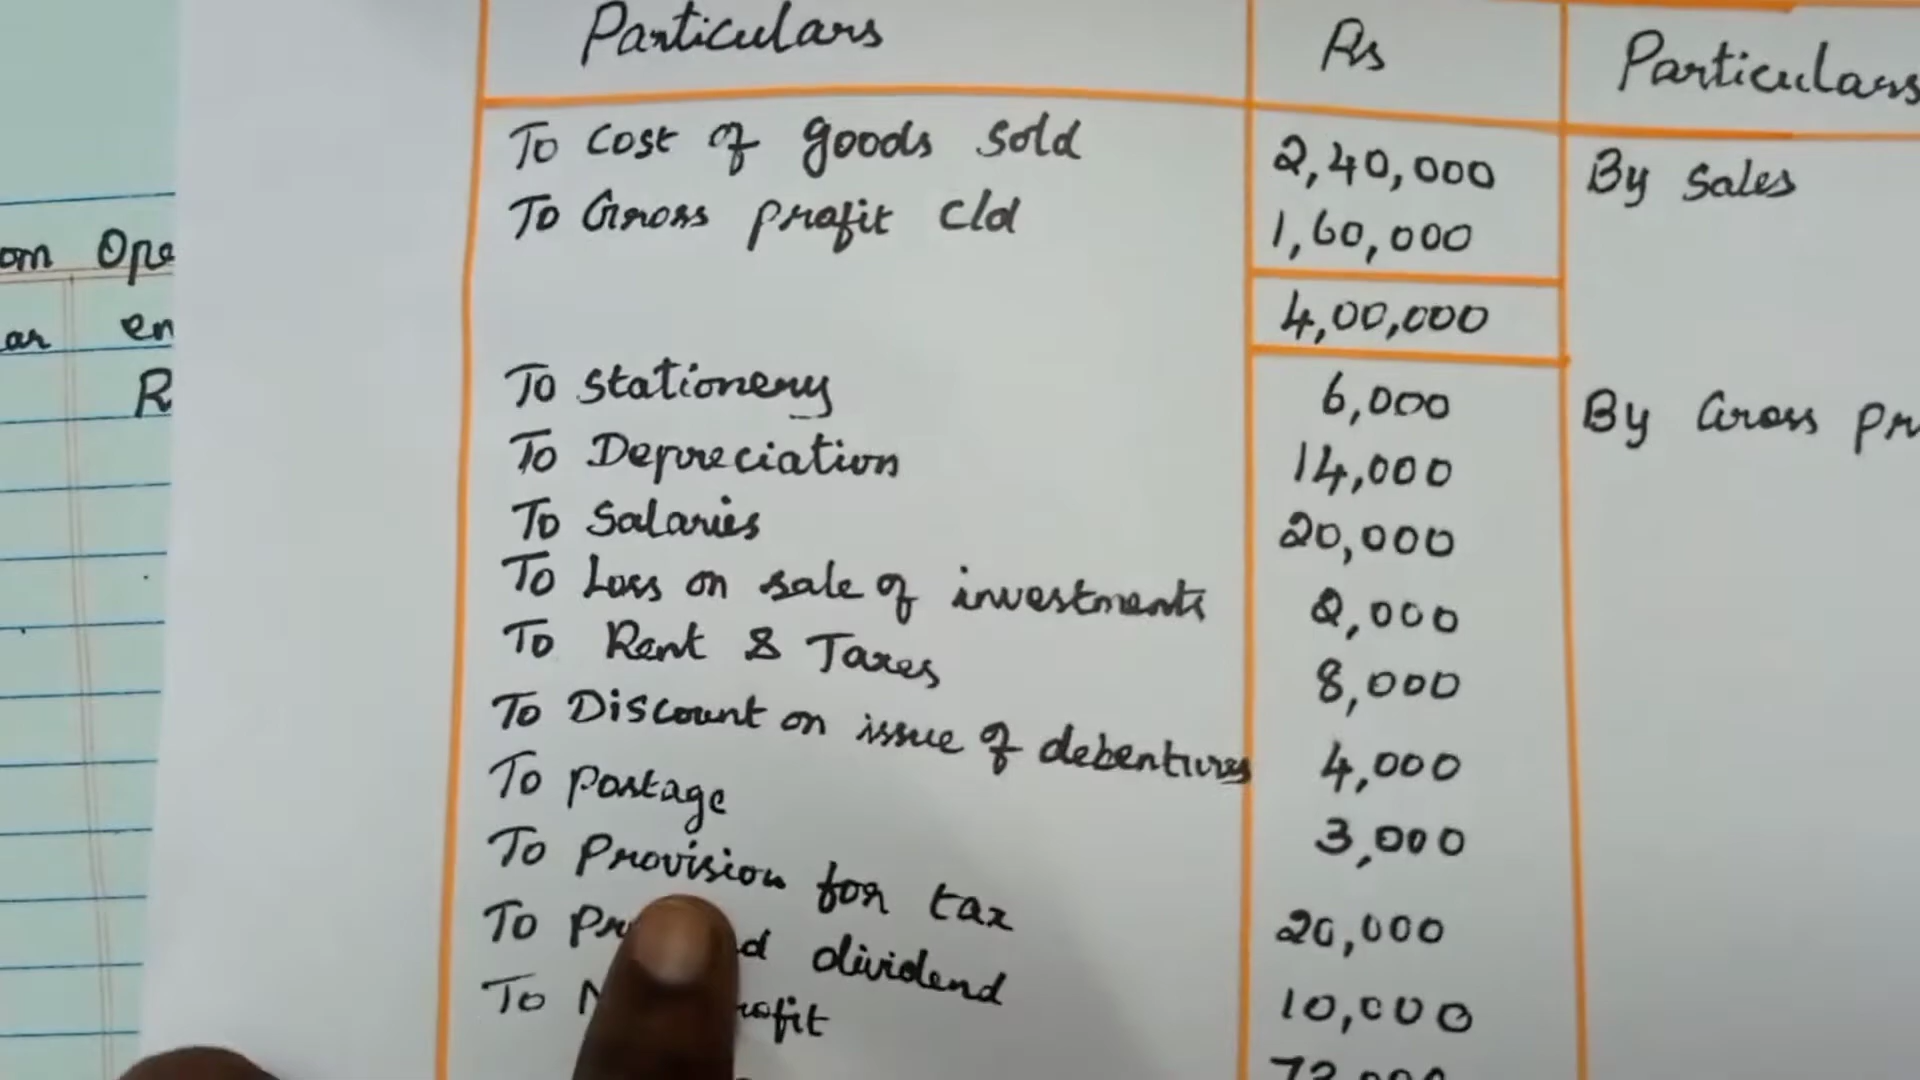 Particulars Rs Particulars
To Cost of goods sold 2,40,000 By Sales
To Gross profit c/d 1,60,000
4,00,000
To Stationery 6,000 By Gross pr
To Depreciation 14,000
To Salaries 20,000
To Loss on sale of investments 2,000
To Rent & Taxes 8,000
To Discount on issue of debentures 4,000
To Postage 3,000
To Provision for tax 20,000
To dividend 10,000
To
om Ope
ar en
R